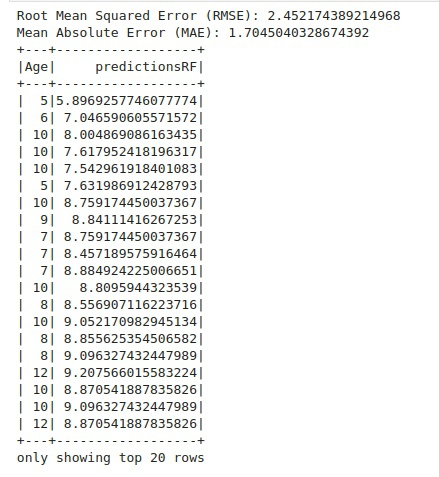 Root Mean Squared Error (RMSE): 2.452174389214968
Mean Absolute Error (MAE): 1.7045040328674392
+---+------------------+
|Age|     predictionsRF|
+---+------------------+
|  5|5.8969257746077774|
|  6| 7.046590605571572|
| 10| 8.004869086163435|
| 10| 7.617952418196317|
| 10| 7.542961918401083|
|  5| 7.631986912428793|
| 10| 8.759174450037367|
|  9|  8.84111416267253|
|  7| 8.759174450037367|
|  7| 8.457189575916464|
|  7| 8.884924225006651|
| 10|   8.8095944323539|
|  8| 8.556907116223716|
| 10| 9.052170982945134|
|  8| 8.855625354506582|
|  8| 9.096327432447989|
| 12| 9.207566015583224|
| 10| 8.870541887835826|
| 10| 9.096327432447989|
| 12| 8.870541887835826|
+---+------------------+
only showing top 20 rows